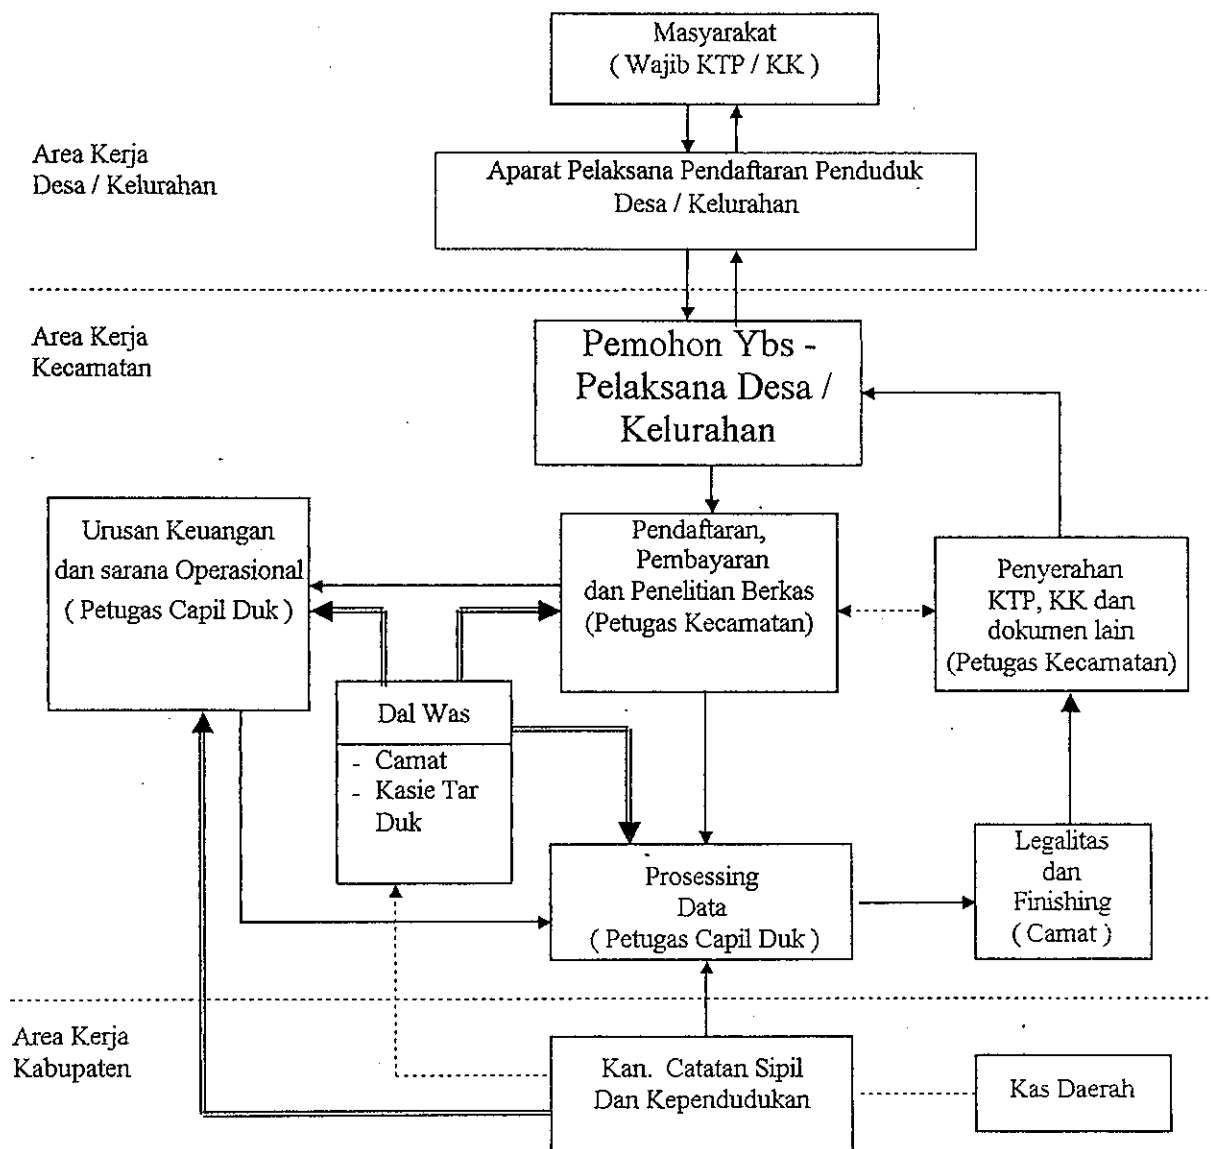 Masyarakat
( Wajib KTP / KK )
Area Kerja
Desa / Kelurahan
Aparat Pelaksana Pendaftaran Penduduk
Desa / Kelurahan
Area Kerja
Kecamatan
Pemohon Ybs -
Pelaksana Desa /
Kelurahan
Urusan Keuangan
dan sarana Operasional
( Petugas Capil Duk )
Pendaftaran,
Pembayaran
dan Penelitian Berkas
(Petugas Kecamatan)
Penyerahan
KTP, KK dan
dokumen lain
(Petugas Kecamatan)
Dal Was
- Camat
- Kasie Tar
Duk
Prosessing
Data
( Petugas Capil Duk )
Legalitas
dan
Finishing
( Camat )
Area Kerja
Kabupaten
Kan. Catatan Sipil
Dan Kependudukan
Kas Daerah